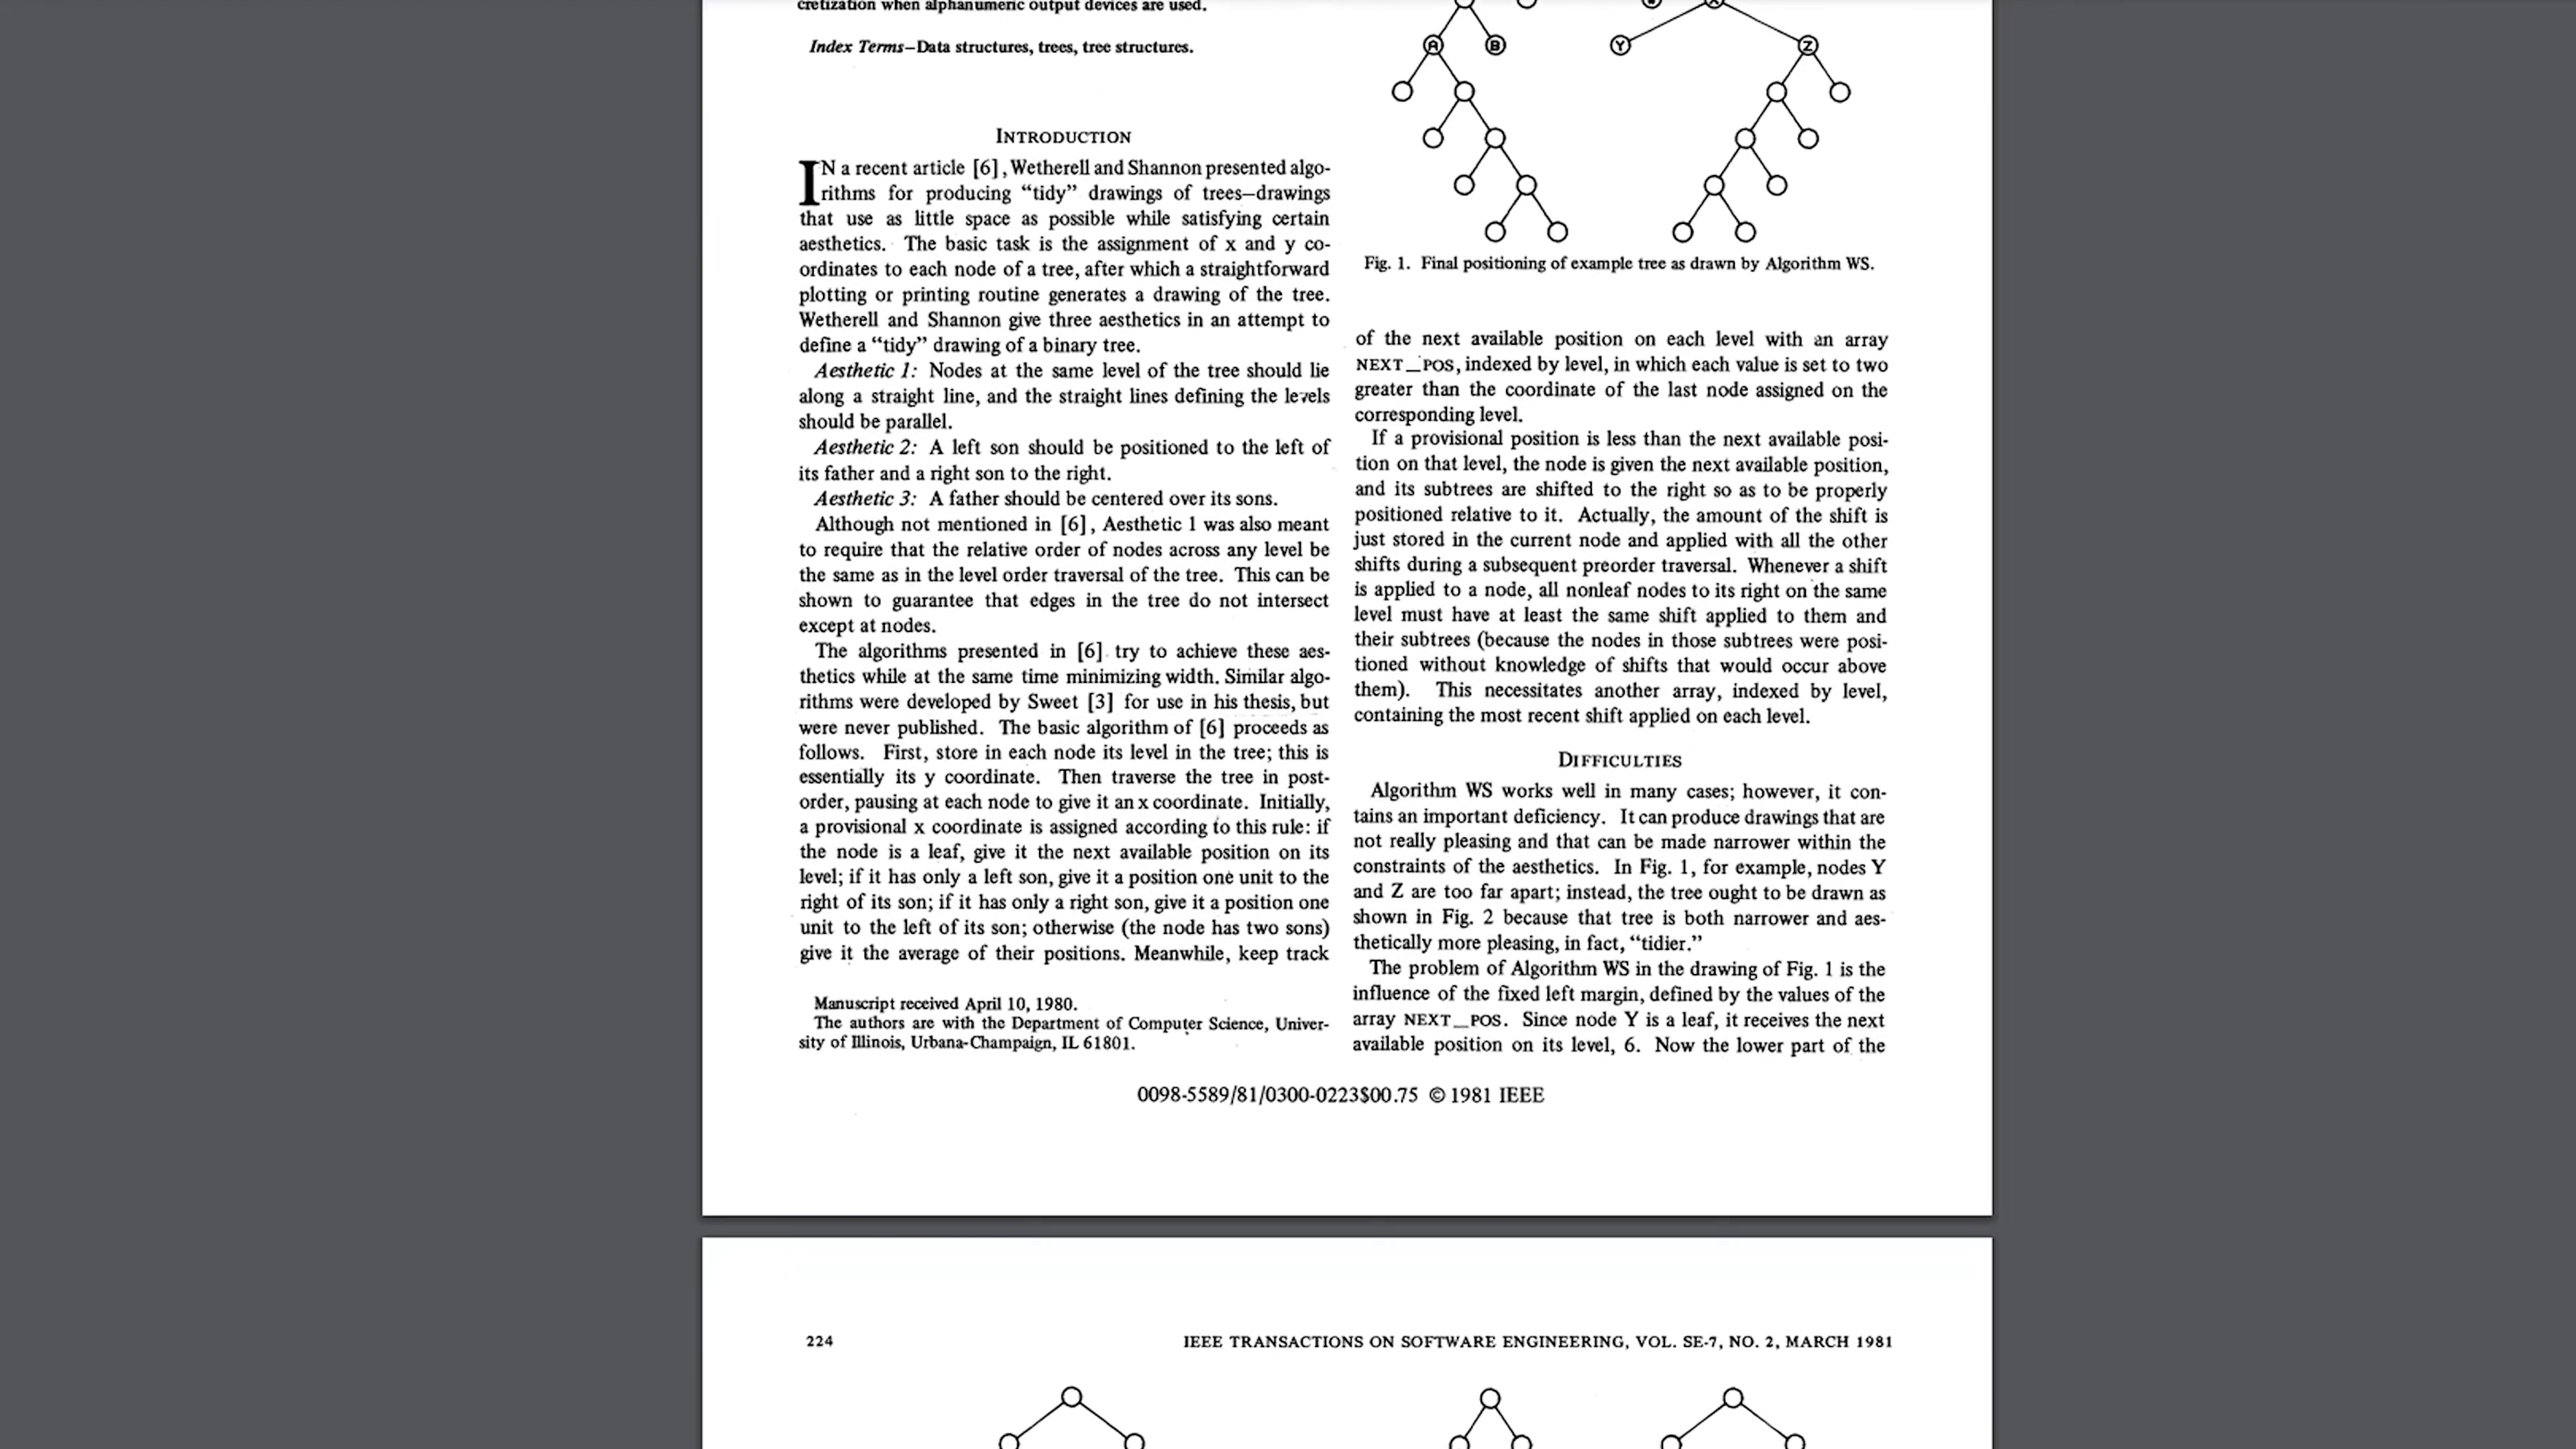 cretization when alphanumeric output devices are used.
Index Terms—Data structures, trees, tree structures.
INTRODUCTION
IN a recent article [6], Wetherell and Shannon presented algo-
rithms for producing “tidy” drawings of trees—drawings
that use as little space as possible while satisfying certain
aesthetics. The basic task is the assignment of x and y co-
ordinates to each node of a tree, after which a straightforward
plotting or printing routine generates a drawing of the tree.
Wetherell and Shannon give three aesthetics in an attempt to
define a “tidy” drawing of a binary tree.
Aesthetic 1: Nodes at the same level of the tree should lie
along a straight line, and the straight lines defining the levels
should be parallel.
Aesthetic 2: A left son should be positioned to the left of
its father and a right son to the right.
Aesthetic 3: A father should be centered over its sons.
Although not mentioned in [6], Aesthetic 1 was also meant
to require that the relative order of nodes across any level be
the same as in the level order traversal of the tree. This can be
shown to guarantee that edges in the tree do not intersect
except at nodes.
The algorithms presented in [6] try to achieve these aes-
thetics while at the same time minimizing width. Similar algo-
rithms were developed by Sweet [3] for use in his thesis, but
were never published. The basic algorithm of [6] proceeds as
follows. First, store in each node its level in the tree; this is
essentially its y coordinate. Then traverse the tree in post-
order, pausing at each node to give it an x coordinate. Initially,
a provisional x coordinate is assigned according to this rule: if
the node is a leaf, give it the next available position on its
level; if it has only a left son, give it a position one unit to the
right of its son; if it has only a right son, give it a position one
unit to the left of its son; otherwise (the node has two sons)
give it the average of their positions. Meanwhile, keep track
Manuscript received April 10, 1980.
The authors are with the Department of Computer Science, Univer-
sity of Illinois, Urbana-Champaign, IL 61801.
A B Y Z
Fig. 1. Final positioning of example tree as drawn by Algorithm WS.
of the next available position on each level with an array
NEXT_POS, indexed by level, in which each value is set to two
greater than the coordinate of the last node assigned on the
corresponding level.
If a provisional position is less than the next available posi-
tion on that level, the node is given the next available position,
and its subtrees are shifted to the right so as to be properly
positioned relative to it. Actually, the amount of the shift is
just stored in the current node and applied with all the other
shifts during a subsequent preorder traversal. Whenever a shift
is applied to a node, all nonleaf nodes to its right on the same
level must have at least the same shift applied to them and
their subtrees (because the nodes in those subtrees were posi-
tioned without knowledge of shifts that would occur above
them). This necessitates another array, indexed by level,
containing the most recent shift applied on each level.
DIFFICULTIES
Algorithm WS works well in many cases; however, it con-
tains an important deficiency. It can produce drawings that are
not really pleasing and that can be made narrower within the
constraints of the aesthetics. In Fig. 1, for example, nodes Y
and Z are too far apart; instead, the tree ought to be drawn as
shown in Fig. 2 because that tree is both narrower and aes-
thetically more pleasing, in fact, “tidier.”
The problem of Algorithm WS in the drawing of Fig. 1 is the
influence of the fixed left margin, defined by the values of the
array NEXT_POS. Since node Y is a leaf, it receives the next
available position on its level, 6. Now the lower part of the
0098-5589/81/0300-0223$00.75 © 1981 IEEE
224
IEEE TRANSACTIONS ON SOFTWARE ENGINEERING, VOL. SE-7, NO. 2, MARCH 1981